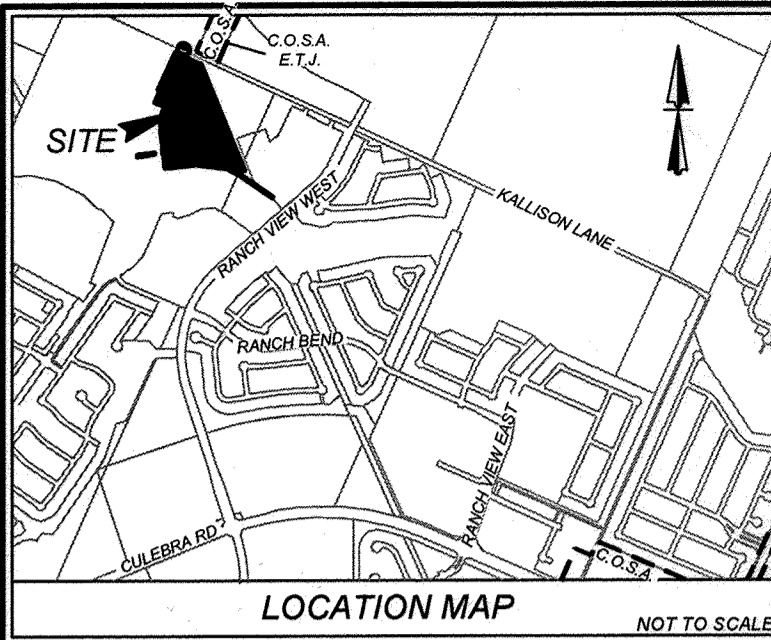 C.O.S.A.
C.O.S.A.
E.T.J.
SITE
KALLISON LANE
RANCH VIEW WEST
RANCH BEND
RANCH VIEW EAST
CULEBRA RD
C.O.S.A.
LOCATION MAP
NOT TO SCALE